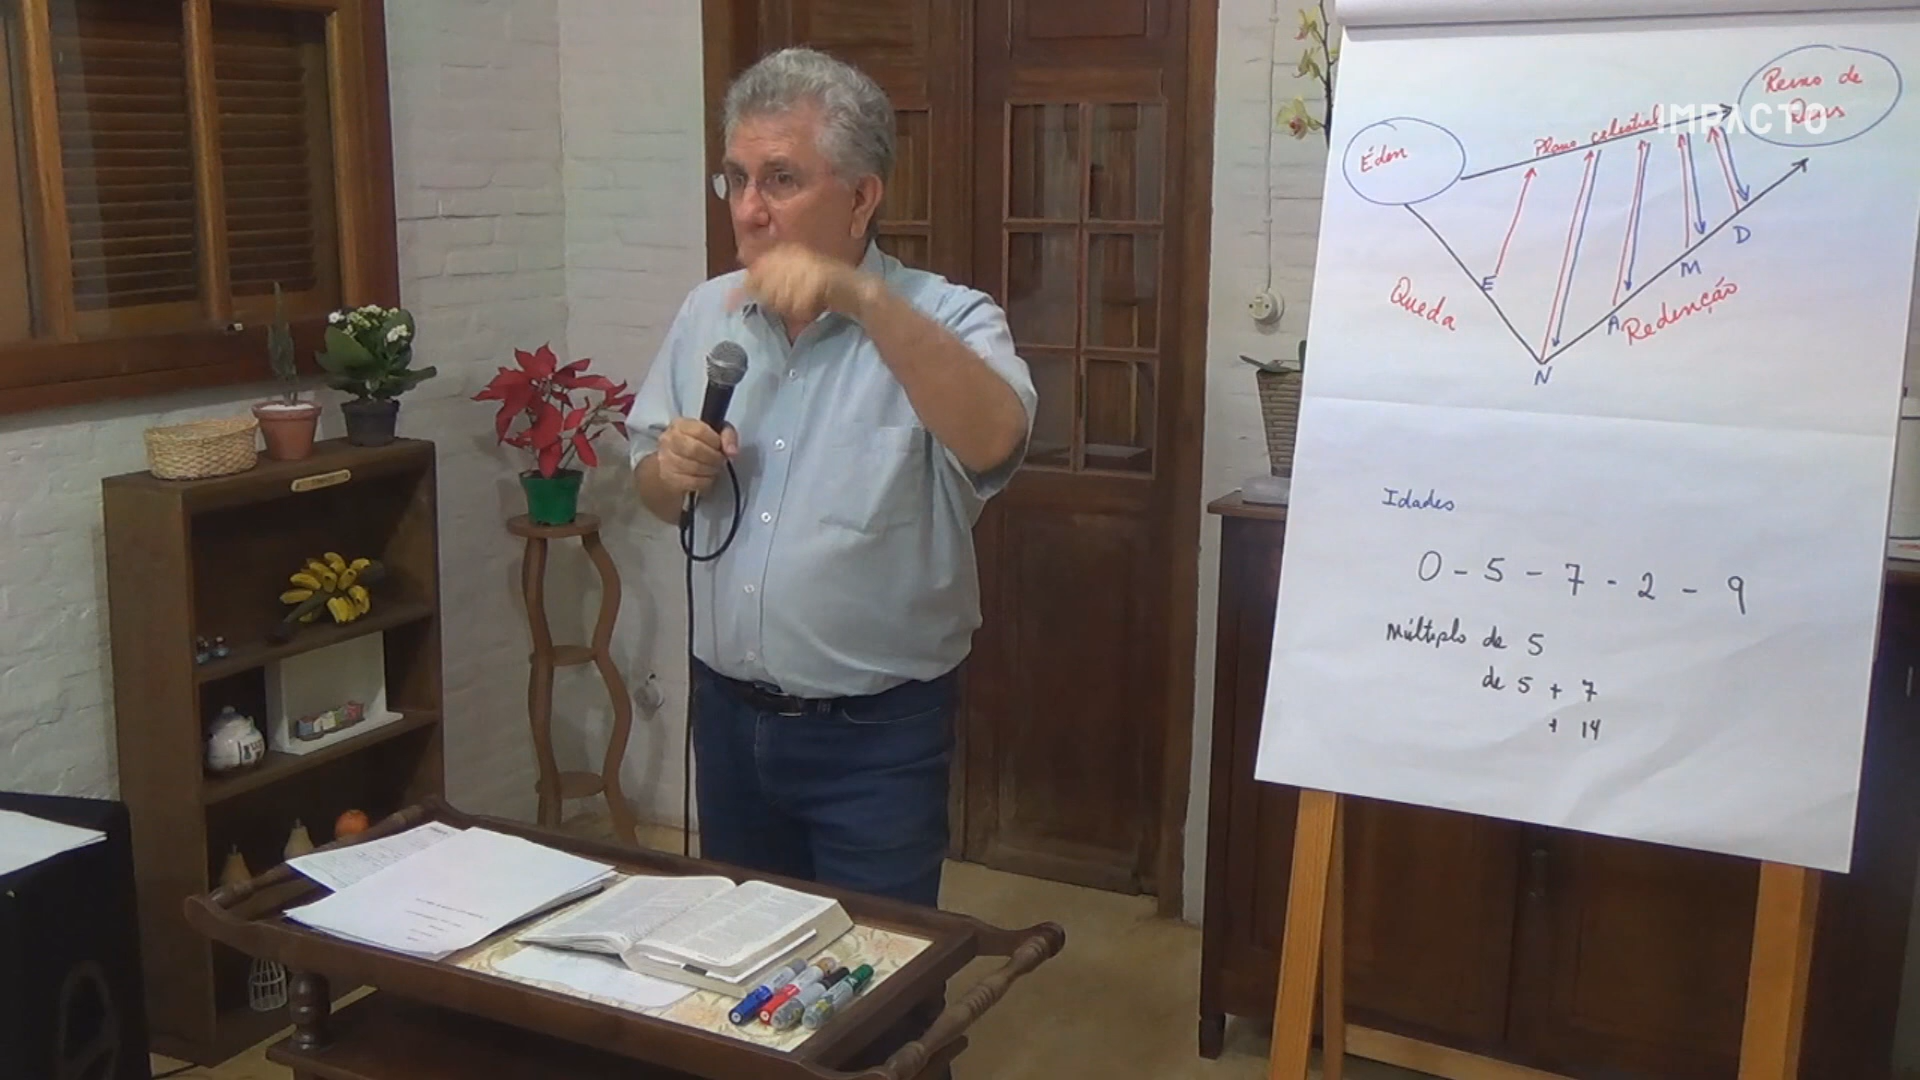 IMPACTO
Reino de
Deus
Éden
Plano celestial
E
D
M
Queda
A
Redenção
N
Idades
0 - 5 - 7 - 2 - 9
Múltiplo de 5
de 5 + 7
+ 14